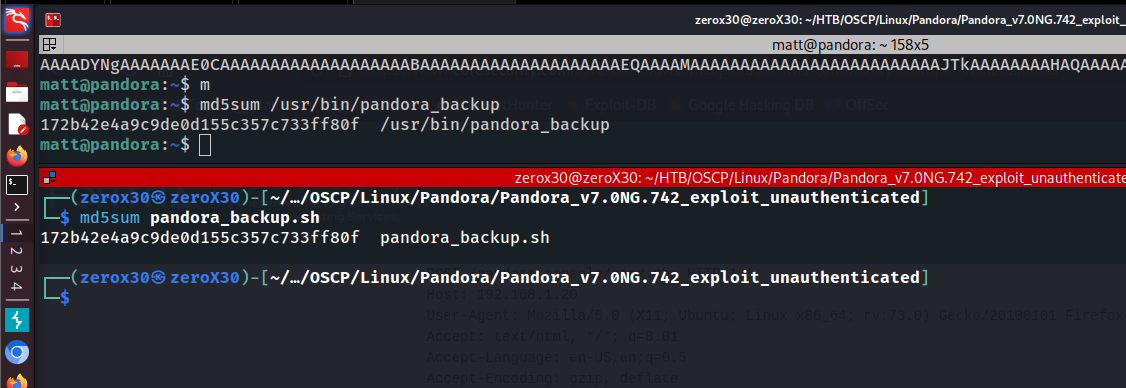 zerox30@zeroX30: ~/HTB/OSCP/Linux/Pandora/Pandora_v7.0NG.742_exploit_
matt@pandora: ~ 158x5
matt@pandora:~$ m
matt@pandora:~$ md5sum /usr/bin/pandora_backup
172b42e4a9c9de0d155c357c733ff80f  /usr/bin/pandora_backup
matt@pandora:~$
Exploit-DB Google Hacking DB OffSec
zerox30@zeroX30: ~/HTB/OSCP/Linux/Pandora/Pandora_v7.0NG.742_exploit_unauthenticate
┌──(zerox30㉿zeroX30)-[~/…/OSCP/Linux/Pandora/Pandora_v7.0NG.742_exploit_unauthenticated]
└─$ md5sum pandora_backup.sh
172b42e4a9c9de0d155c357c733ff80f  pandora_backup.sh
┌──(zerox30㉿zeroX30)-[~/…/OSCP/Linux/Pandora/Pandora_v7.0NG.742_exploit_unauthenticated]
└─$
1
2
3
4
Host: 192.168.1.26
User-Agent: Mozilla/5.0 (X11; Ubuntu; Linux x86_64; rv:73.0) Gecko/20100101 Firefox
Accept: text/html, */*; q=0.01
Accept-Language: en-US,en;q=0.5
Accept-Encoding: gzip, deflate